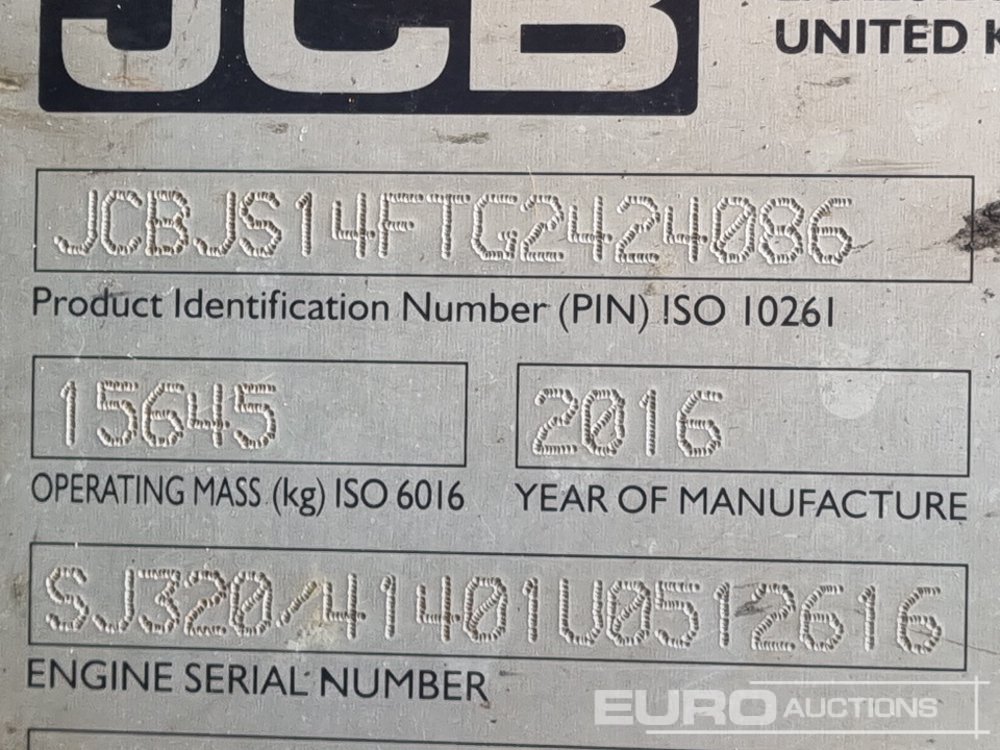 JCB
UNITED K
JCBJS14FTG2424086
Product Identification Number (PIN) ISO 10261
15645
2016
OPERATING MASS (kg) ISO 6016
YEAR OF MANUFACTURE
SJ320/41401U0512616
ENGINE SERIAL NUMBER
EURO AUCTIONS